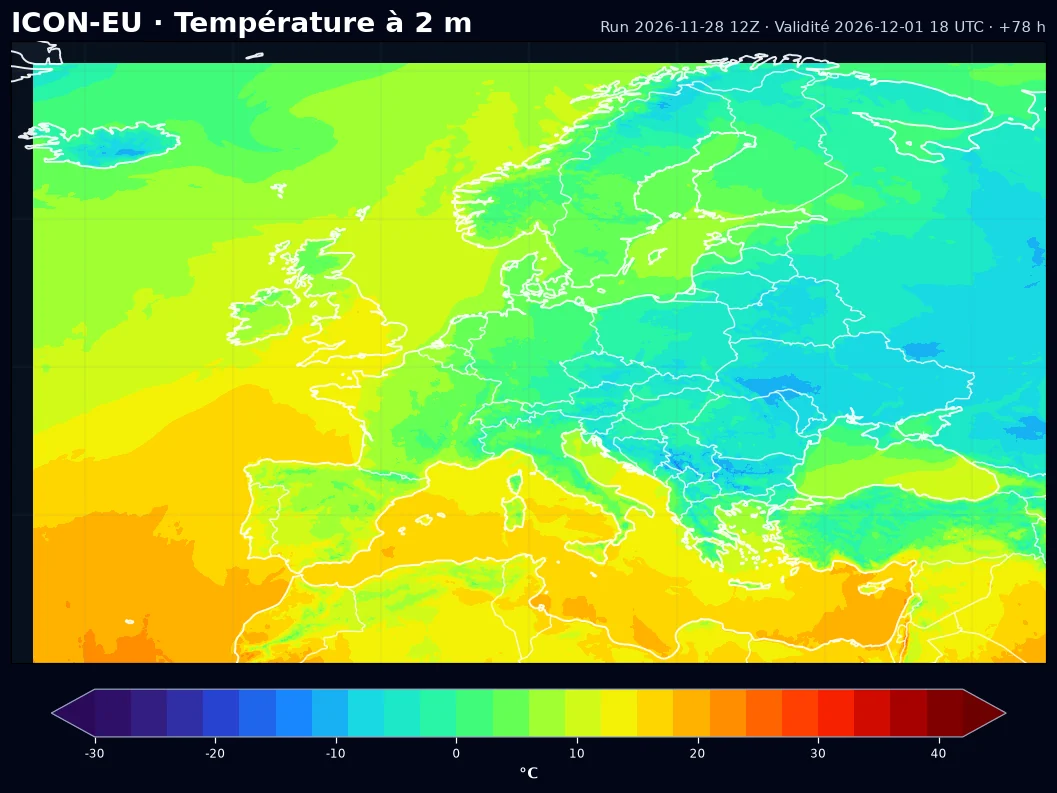 ICON-EU · Température à 2 m
Run 2026-11-28 12Z · Validité 2026-12-01 18 UTC · +78 h
-30 -20 -10 0 10 20 30 40
°C